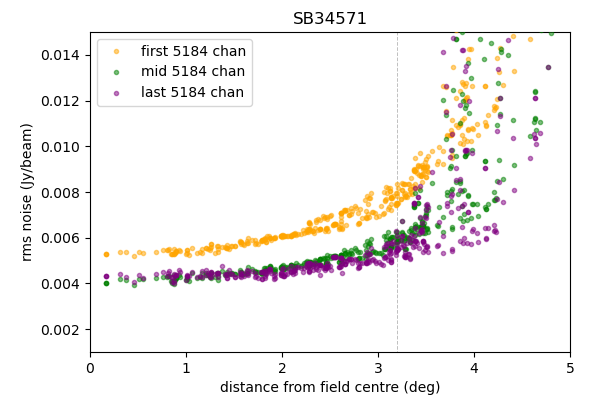 SB34571
first 5184 chan
mid 5184 chan
last 5184 chan
rms noise (Jy/beam)
0.014
0.012
0.010
0.008
0.006
0.004
0.002
0 1 2 3 4 5
distance from field centre (deg)